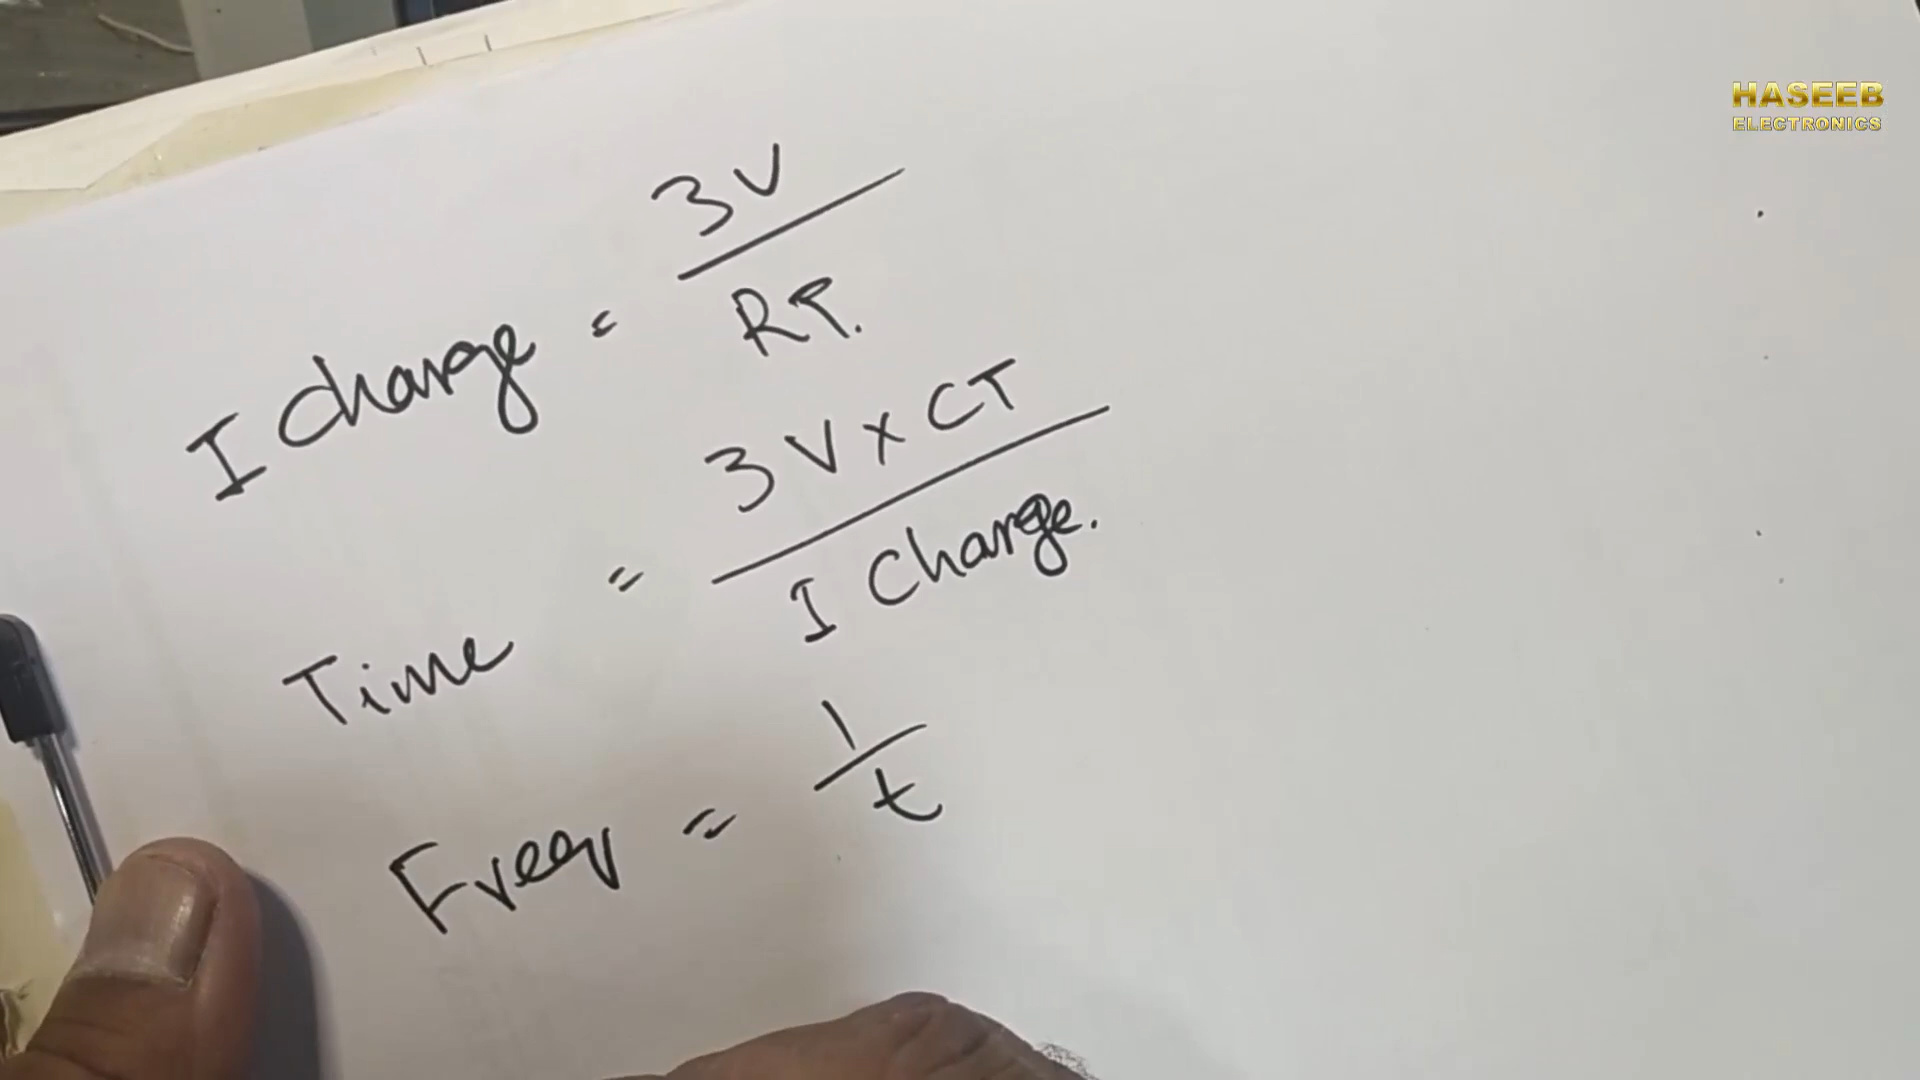 HASEEB
ELECTRONICS
I charge = 3V / RT.
Time = 3V x CT / I Charge.
Freq = 1 / t